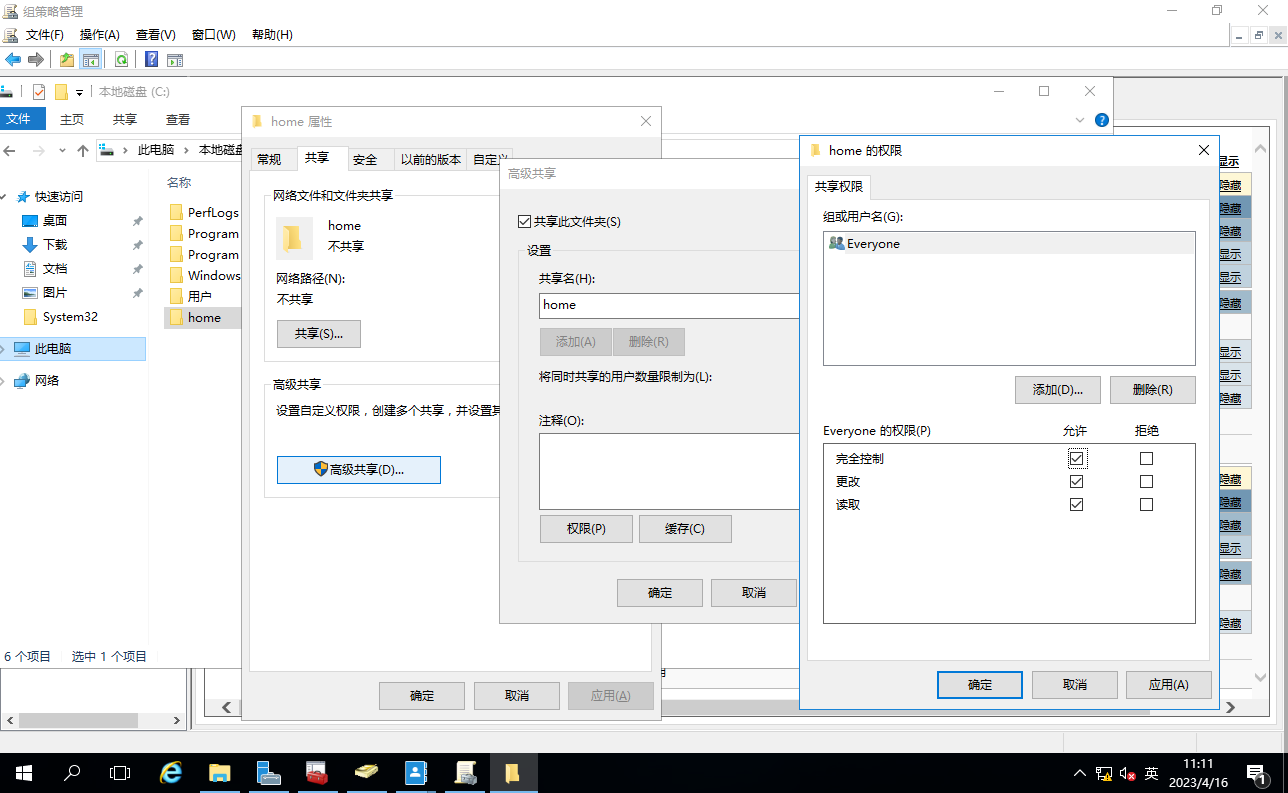 组策略管理
文件(F) 操作(A) 查看(V) 窗口(W) 帮助(H)
本地磁盘 (C:)
文件 主页 共享 查看
此电脑 本地磁盘
快速访问
桌面
下载
文档
图片
System32
此电脑
网络
名称
PerfLogs
Program
Program
Windows
用户
home
6 个项目 选中 1 个项目
home 属性
常规 共享 安全 以前的版本 自定义
网络文件和文件夹共享
home
不共享
网络路径(N):
不共享
共享(S)...
高级共享
设置自定义权限，创建多个共享，并设置其
高级共享(D)...
确定 取消 应用(A)
高级共享
共享此文件夹(S)
设置
共享名(H):
home
添加(A) 删除(R)
将同时共享的用户数量限制为(L):
注释(O):
权限(P) 缓存(C)
确定 取消
home 的权限
共享权限
组或用户名(G):
Everyone
添加(D)... 删除(R)
Everyone 的权限(P) 允许 拒绝
完全控制
更改
读取
确定 取消 应用(A)
显示
隐藏
隐藏
隐藏
显示
显示
隐藏
显示
显示
隐藏
隐藏
隐藏
隐藏
显示
隐藏
隐藏
用
英
11:11
2023/4/16
1